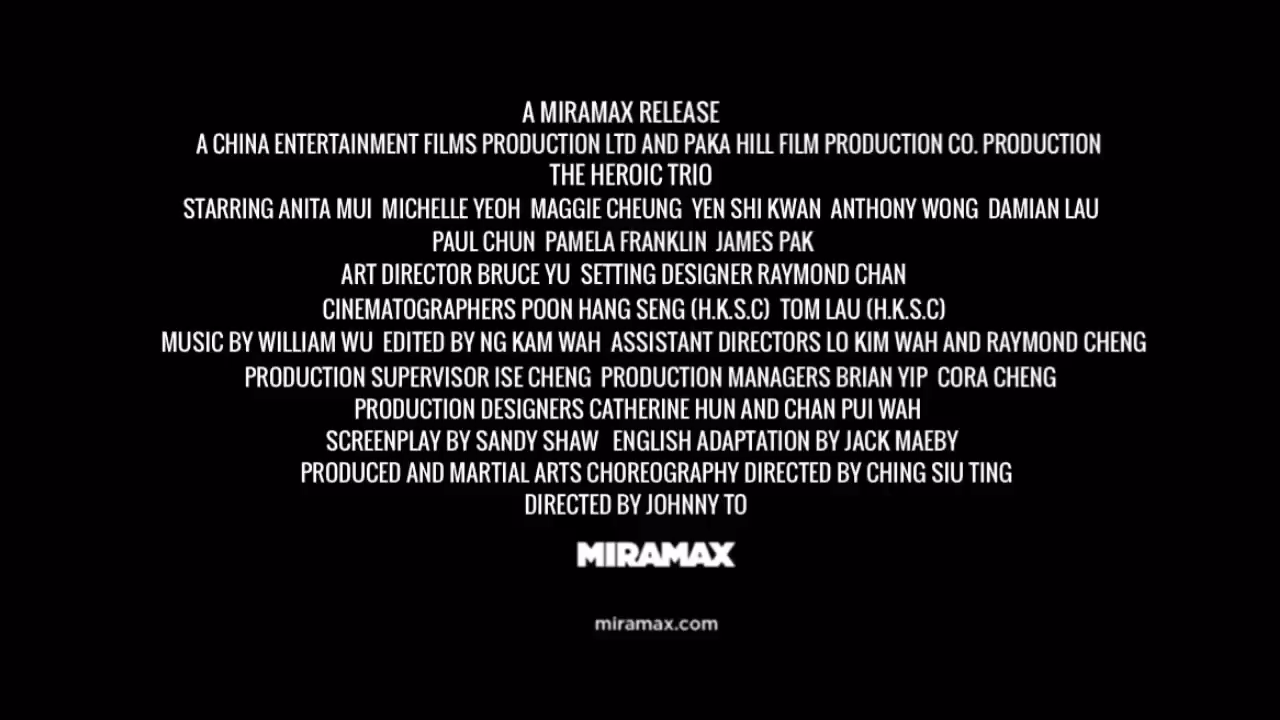 A MIRAMAX RELEASE
A CHINA ENTERTAINMENT FILMS PRODUCTION LTD AND PAKA HILL FILM PRODUCTION CO. PRODUCTION
THE HEROIC TRIO
STARRING ANITA MUI MICHELLE YEOH MAGGIE CHEUNG YEN SHI KWAN ANTHONY WONG DAMIAN LAU
PAUL CHUN PAMELA FRANKLIN JAMES PAK
ART DIRECTOR BRUCE YU SETTING DESIGNER RAYMOND CHAN
CINEMATOGRAPHERS POON HANG SENG (H.K.S.C) TOM LAU (H.K.S.C)
MUSIC BY WILLIAM WU EDITED BY NG KAM WAH ASSISTANT DIRECTORS LO KIM WAH AND RAYMOND CHENG
PRODUCTION SUPERVISOR ISE CHENG PRODUCTION MANAGERS BRIAN YIP CORA CHENG
PRODUCTION DESIGNERS CATHERINE HUN AND CHAN PUI WAH
SCREENPLAY BY SANDY SHAW ENGLISH ADAPTATION BY JACK MAEBY
PRODUCED AND MARTIAL ARTS CHOREOGRAPHY DIRECTED BY CHING SIU TING
DIRECTED BY JOHNNY TO
MIRAMAX
miramax.com